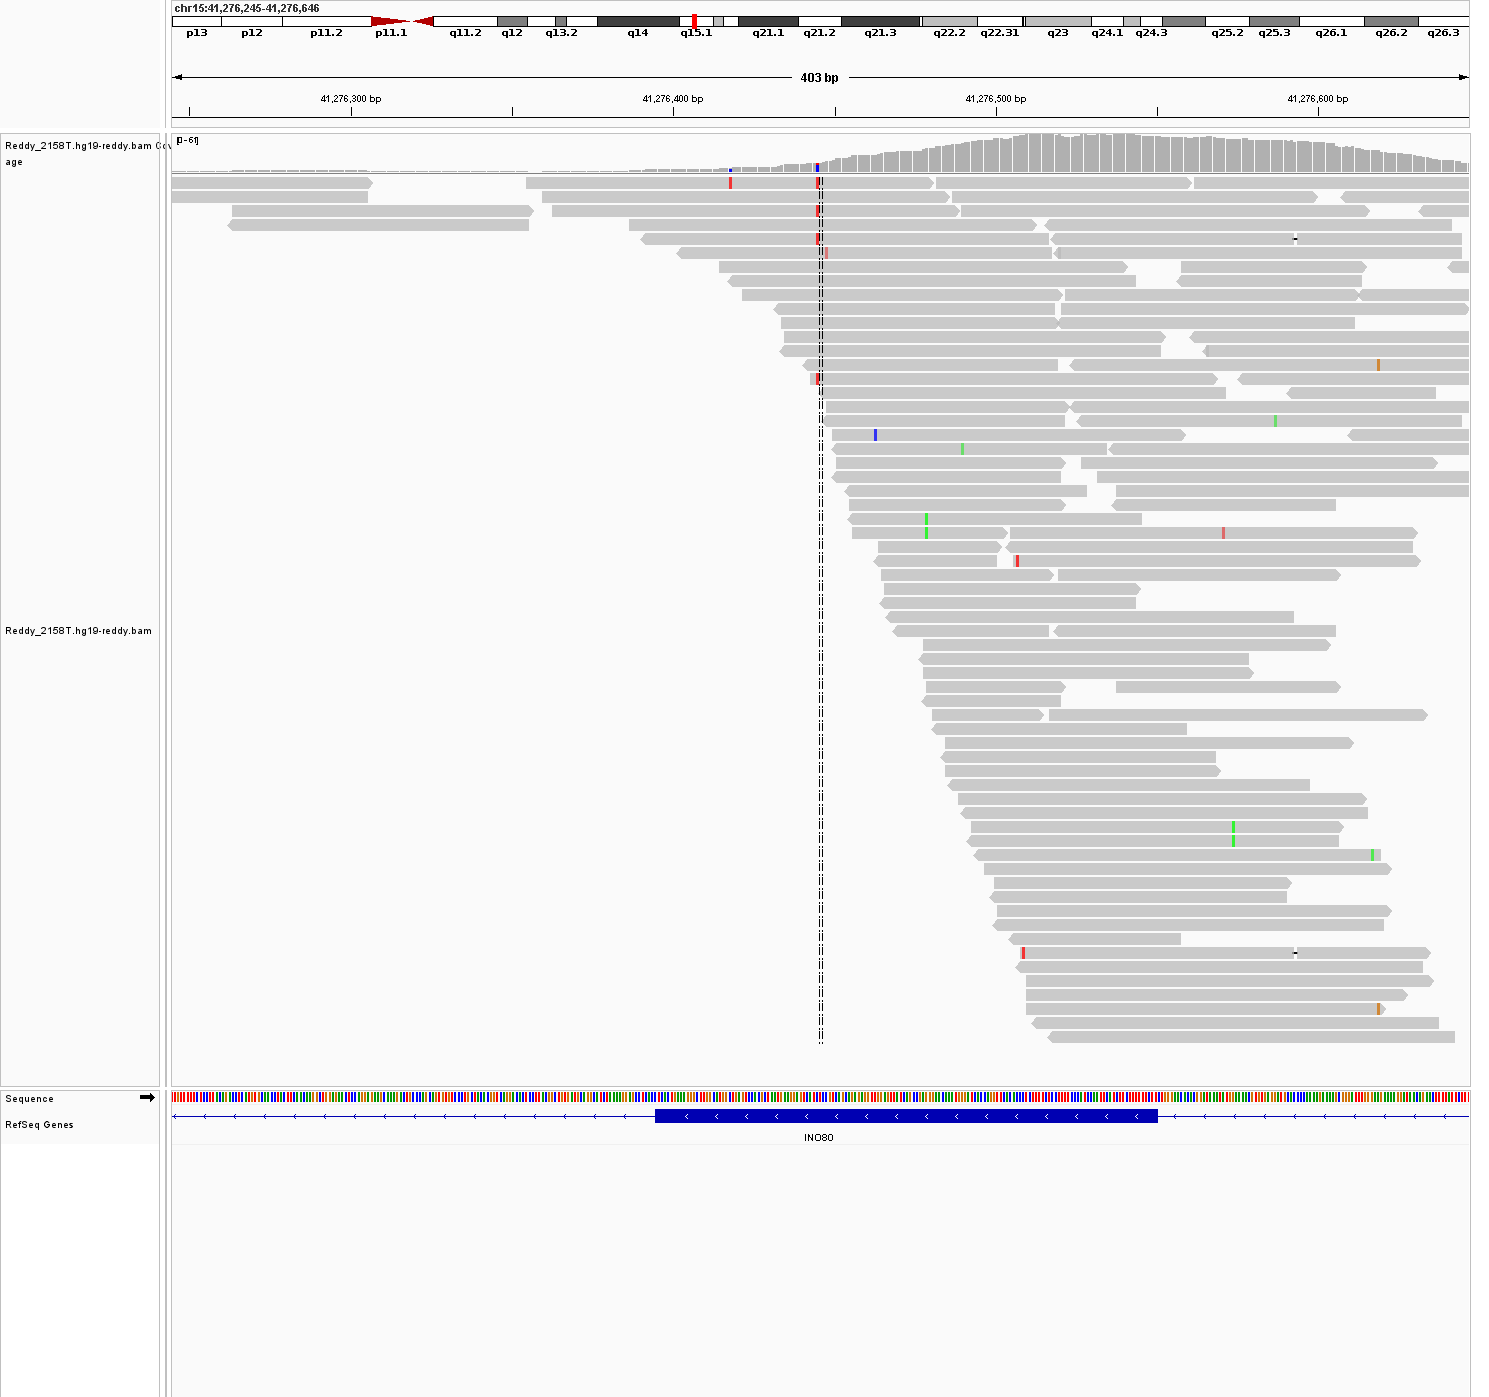 chr15:41,276,245-41,276,646
p13 p12 p11.2 p11.1 q11.2 q12 q13.2 q14 q15.1 q21.1 q21.2 q21.3 q22.2 q22.31 q23 q24.1 q24.3 q25.2 q25.3 q26.1 q26.2 q26.3
403 bp
41,276,300 bp 41,276,400 bp 41,276,500 bp 41,276,600 bp
[0-61]
Reddy_2158T.hg19-reddy.bam Cov
age
Reddy_2158T.hg19-reddy.bam
Sequence
RefSeq Genes
INO80